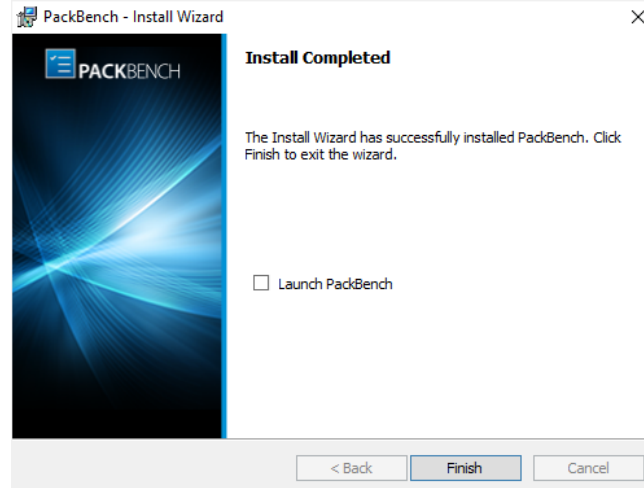 PackBench - Install Wizard
PACKBENCH
Install Completed
The Install Wizard has successfully installed PackBench. Click
Finish to exit the wizard.
Launch PackBench
< Back
Finish
Cancel